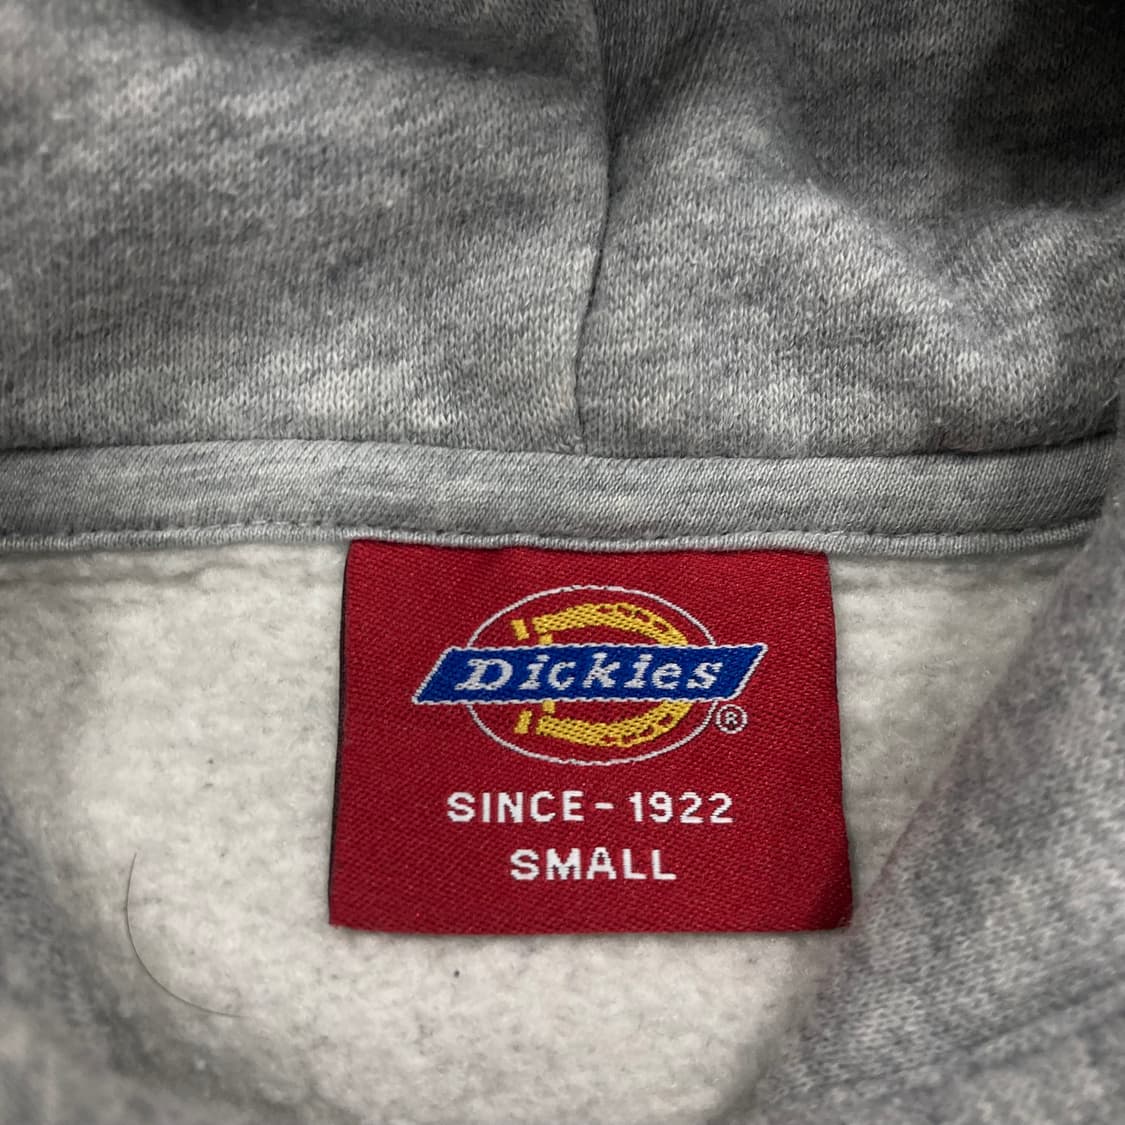 Dickies
®
SINCE - 1922
SMALL